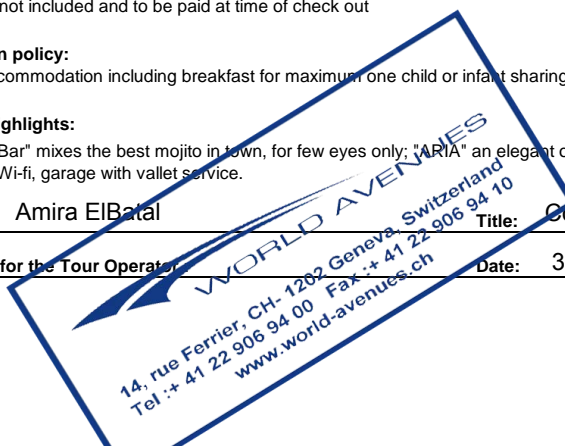 not included and to be paid at time of check out
n policy:
commodation including breakfast for maximum one child or infant sharing
ghlights:
Bar" mixes the best mojito in town, for few eyes only; "ARIA" an elegant
Wi-fi, garage with vallet service.
Amira ElBatal Title:
for the Tour Operator Date: 3
WORLD AVENUES
14, rue Ferrier, CH- 1202 Geneva, Switzerland
Tel :+ 41 22 906 94 00 Fax :+ 41 22 906 94 10
www.world-avenues.ch